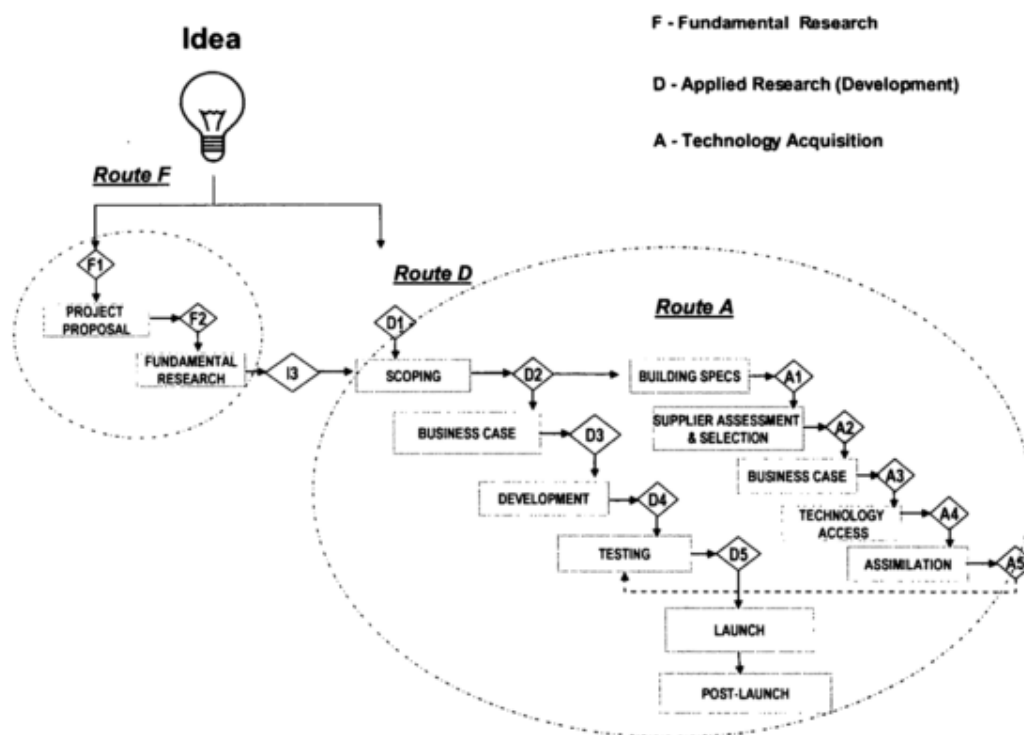 Idea
F - Fundamental Research
D - Applied Research (Development)
A - Technology Acquisition
Route F
Route D
Route A
F1
PROJECT
PROPOSAL
F2
FUNDAMENTAL
RESEARCH
I3
D1
SCOPING
D2
BUILDING SPECS
A1
BUSINESS CASE
D3
SUPPLIER ASSESSMENT
& SELECTION
A2
BUSINESS CASE
A3
DEVELOPMENT
D4
TECHNOLOGY
ACCESS
A4
TESTING
D5
ASSIMILATION
A5
LAUNCH
POST-LAUNCH